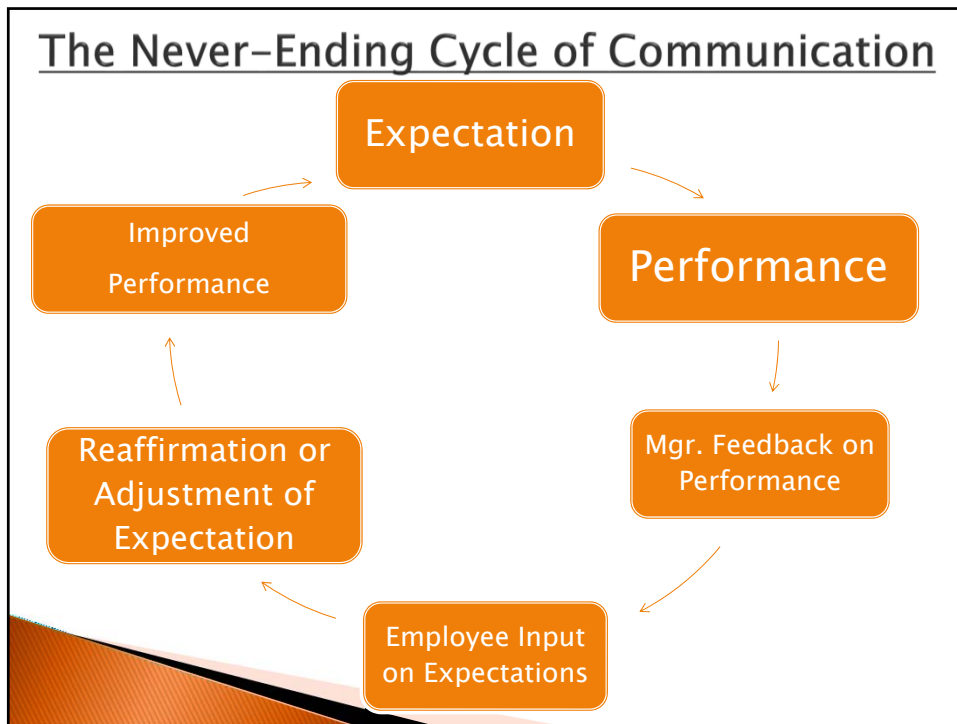 The Never-Ending Cycle of Communication
Expectation
Performance
Mgr. Feedback on
Performance
Employee Input
on Expectations
Reaffirmation or
Adjustment of
Expectation
Improved
Performance